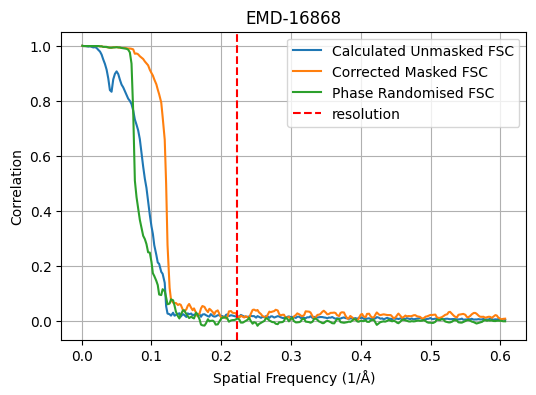 EMD-16868
Calculated Unmasked FSC
Corrected Masked FSC
Phase Randomised FSC
resolution
Correlation
1.0
0.8
0.6
0.4
0.2
0.0
0.0 0.1 0.2 0.3 0.4 0.5 0.6
Spatial Frequency (1/Å)